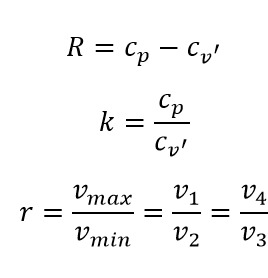 R = c_p − c_v′
k = c_p / c_v′
r = v_max / v_min = v_1 / v_2 = v_4 / v_3